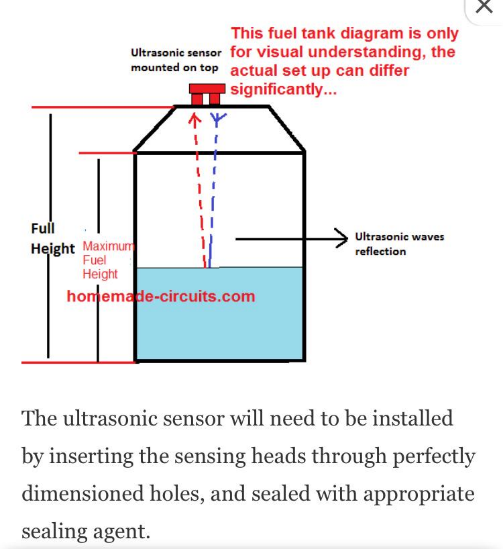 This fuel tank diagram is only
for visual understanding, the
actual set up can differ
significantly...
Ultrasonic sensor
mounted on top
Full
Height
Maximum
Fuel
Height
Ultrasonic waves
reflection
homemade-circuits.com
The ultrasonic sensor will need to be installed
by inserting the sensing heads through perfectly
dimensioned holes, and sealed with appropriate
sealing agent.